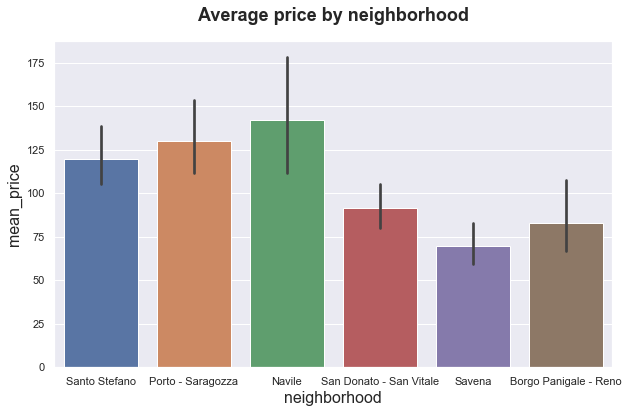 Average price by neighborhood
mean_price
175
150
125
100
75
50
25
0
Santo Stefano
Porto - Saragozza
Navile
San Donato - San Vitale
Savena
Borgo Panigale - Reno
neighborhood